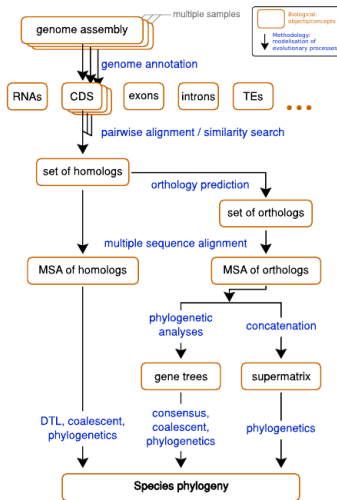 multiple samples
Biological:
objects/concepts
Methodology:
modelisation of
evolutionary processes
genome assembly
genome annotation
RNAs
CDS
exons
introns
TEs
pairwise alignment / similarity search
set of homologs
orthology prediction
set of orthologs
multiple sequence alignment
MSA of homologs
MSA of orthologs
phylogenetic
analyses
concatenation
gene trees
supermatrix
DTL, coalescent,
phylogenetics
consensus,
coalescent,
phylogenetics
phylogenetics
Species phylogeny